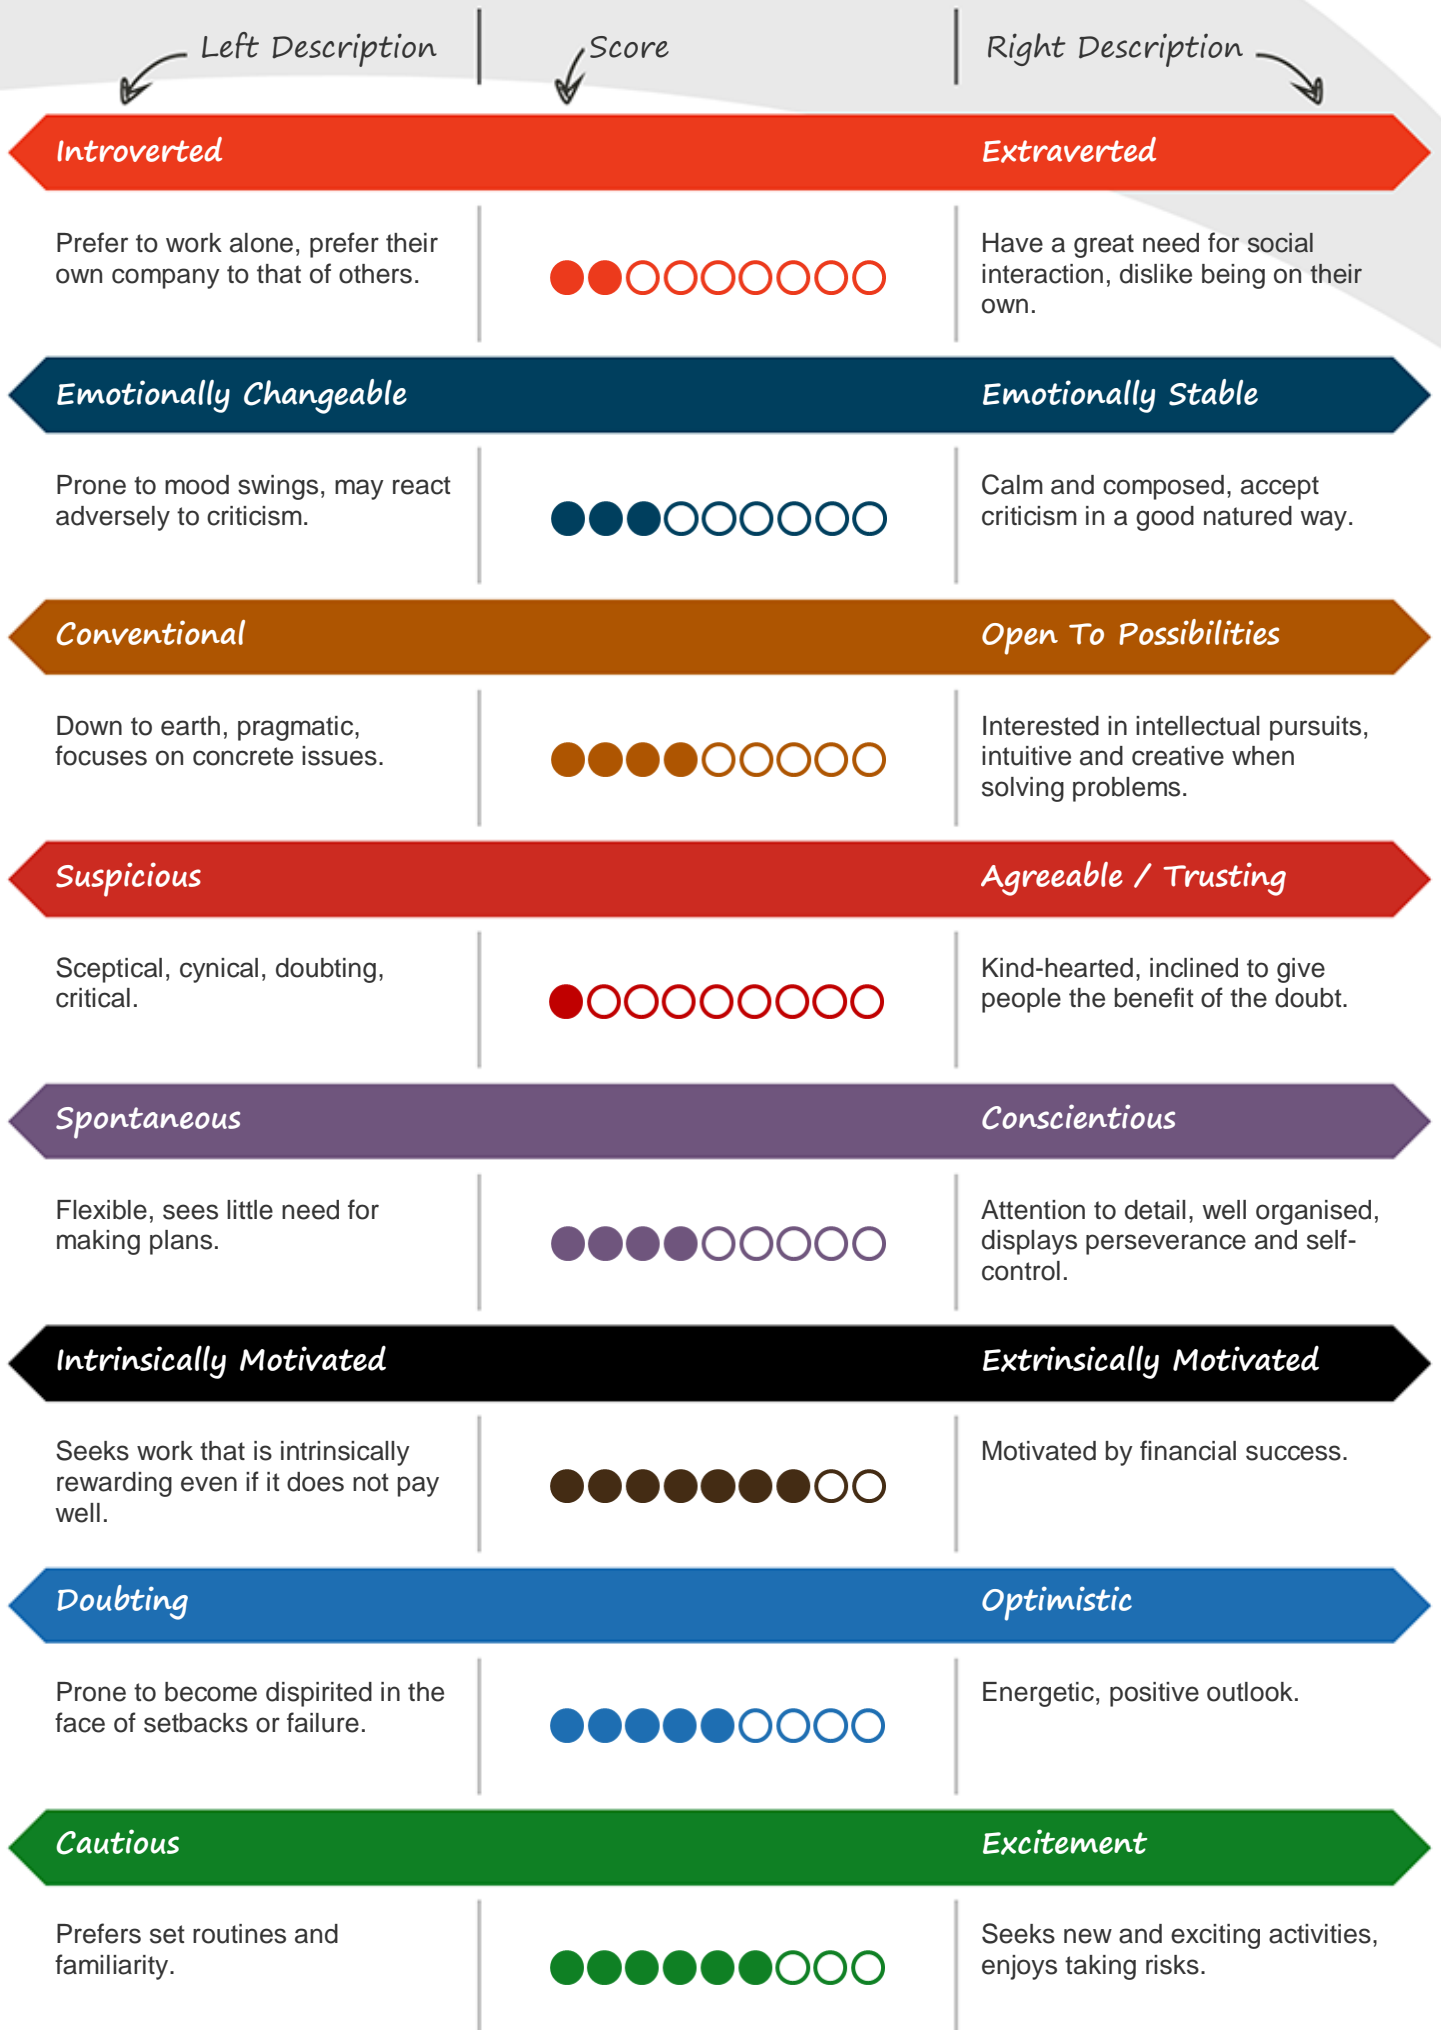 Left Description
Score
Right Description
Introverted
Extraverted
Prefer to work alone, prefer their
own company to that of others.
Have a great need for social
interaction, dislike being on their
own.
Emotionally Changeable
Emotionally Stable
Prone to mood swings, may react
adversely to criticism.
Calm and composed, accept
criticism in a good natured way.
Conventional
Open To Possibilities
Down to earth, pragmatic,
focuses on concrete issues.
Interested in intellectual pursuits,
intuitive and creative when
solving problems.
Suspicious
Agreeable / Trusting
Sceptical, cynical, doubting,
critical.
Kind-hearted, inclined to give
people the benefit of the doubt.
Spontaneous
Conscientious
Flexible, sees little need for
making plans.
Attention to detail, well organised,
displays perseverance and self-
control.
Intrinsically Motivated
Extrinsically Motivated
Seeks work that is intrinsically
rewarding even if it does not pay
well.
Motivated by financial success.
Doubting
Optimistic
Prone to become dispirited in the
face of setbacks or failure.
Energetic, positive outlook.
Cautious
Excitement
Prefers set routines and
familiarity.
Seeks new and exciting activities,
enjoys taking risks.